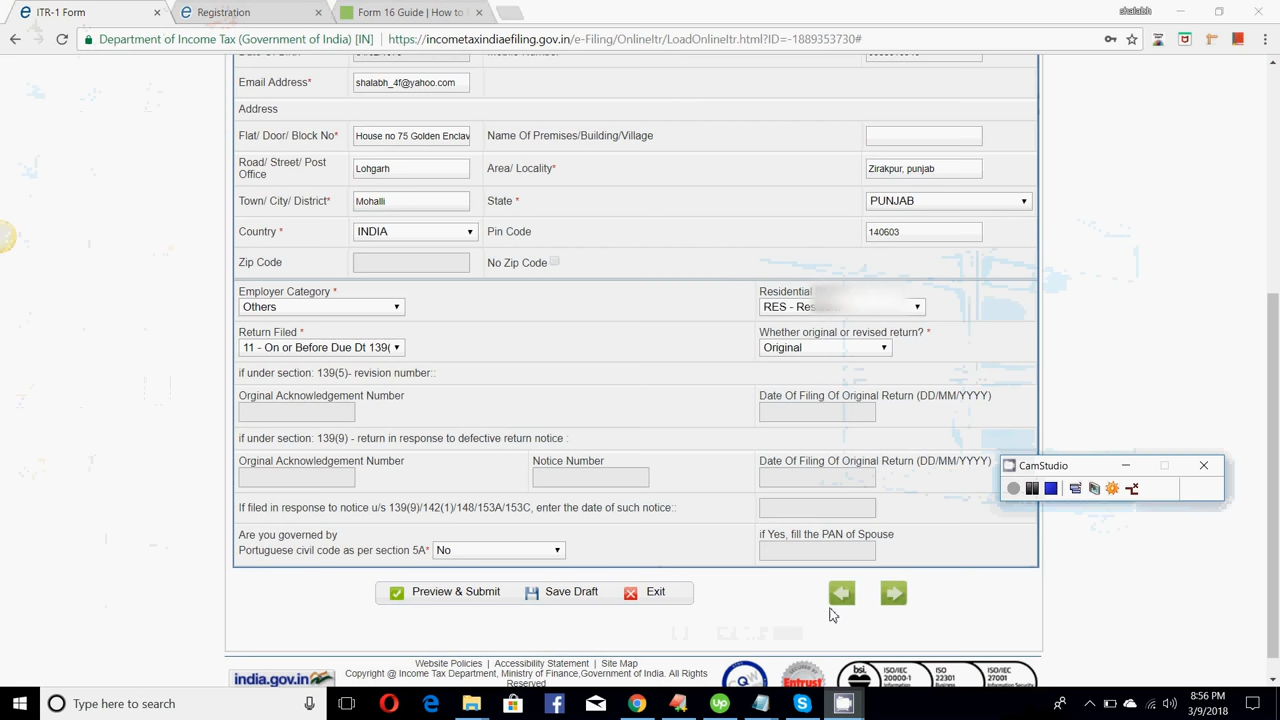 ITR-1 Form
Registration
Form 16 Guide | How to
shalabh
Department of Income Tax (Government of India) [IN]
https://incometaxindiaefiling.gov.in/e-Filing/OnlineItr/LoadOnlineItr.html?ID=-1889353730#
Email Address*
shalabh_4f@yahoo.com
Address
Flat/ Door/ Block No*
House no 75 Golden Enclav
Name Of Premises/Building/Village
Road/ Street/ Post
Office
Lohgarh
Area/ Locality*
Zirakpur, punjab
Town/ City/ District*
Mohalli
State *
PUNJAB
Country *
INDIA
Pin Code
140603
Zip Code
No Zip Code
Employer Category *
Others
Residential
RES -
Return Filed *
11 - On or Before Due Dt 139(
Whether original or revised return? *
Original
if under section: 139(5)- revision number::
Orginal Acknowledgement Number
Date Of Filing Of Original Return (DD/MM/YYYY)
if under section: 139(9) - return in response to defective return notice :
Orginal Acknowledgement Number
Notice Number
Date Of Filing Of Original Return (DD/MM/YYYY)
CamStudio
If filed in response to notice u/s 139(9)/142(1)/148/153A/153C, enter the date of such notice::
Are you governed by
Portuguese civil code as per section 5A*
No
if Yes, fill the PAN of Spouse
Preview & Submit
Save Draft
Exit
Website Policies | Accessibility Statement | Site Map
Copyright @ Income Tax Department, Ministry of Finance,Government of India. All Rights
Reserved
india.gov.in
Entrust
bsi.
ISO/IEC
20000-1
ISO
22301
ISO/IEC
27001
Type here to search
Up
8:56 PM
3/9/2018